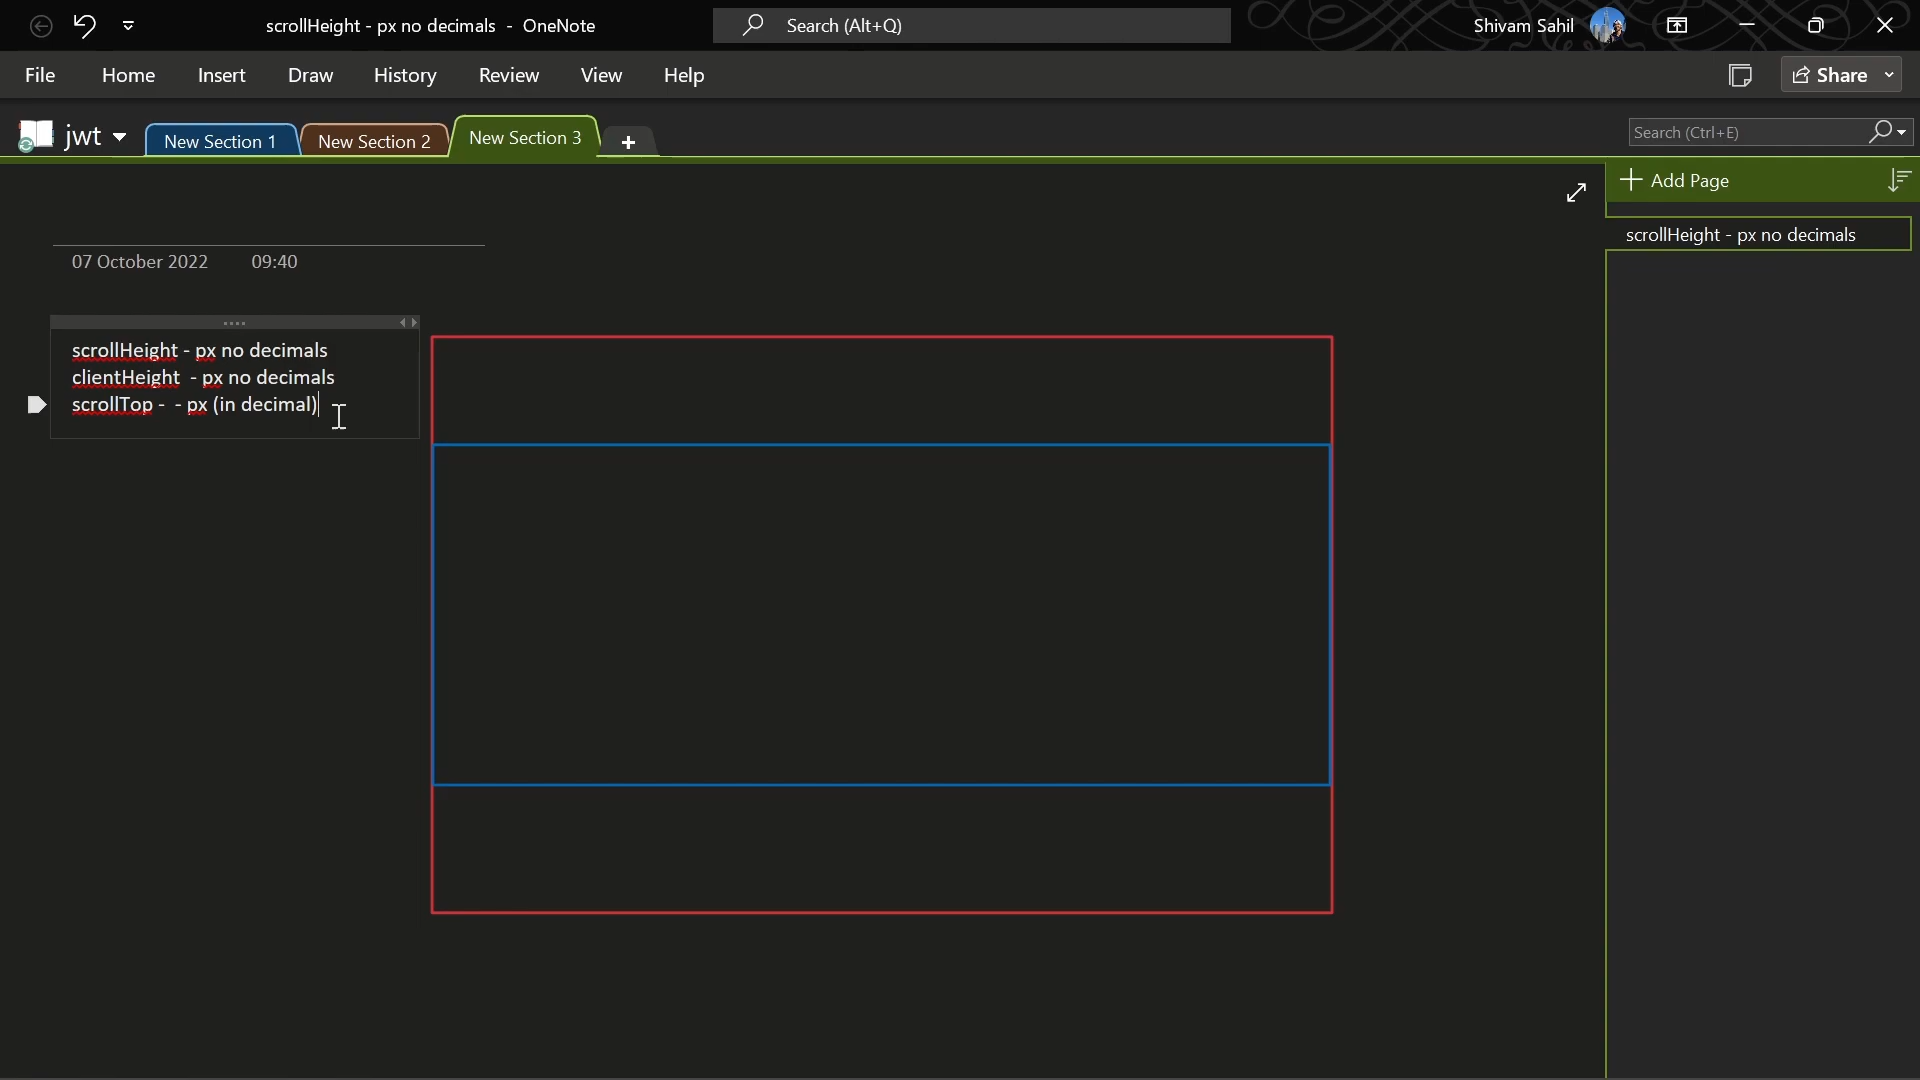 scrollHeight - px no decimals - OneNote
Search (Alt+Q)
Shivam Sahil
File Home Insert Draw History Review View Help
Share
jwt
New Section 1
New Section 2
New Section 3
+
Search (Ctrl+E)
Add Page
scrollHeight - px no decimals
07 October 2022 09:40
scrollHeight - px no decimals
clientHeight - px no decimals
scrollTop - - px (in decimal)